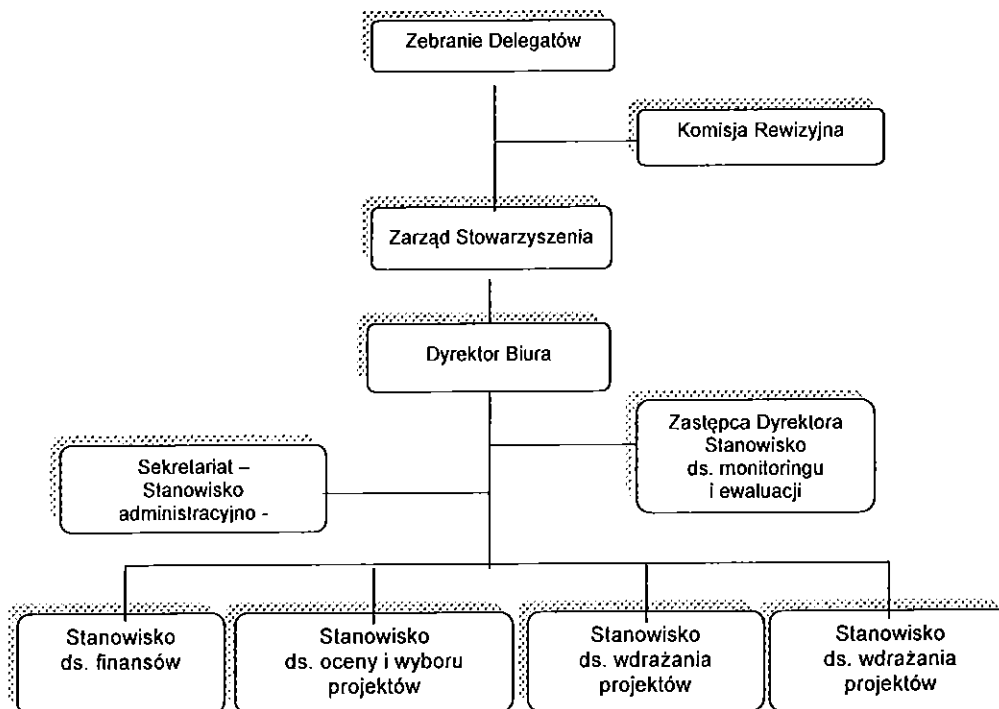 Zebranie Delegatów
Komisja Rewizyjna
Zarząd Stowarzyszenia
Dyrektor Biura
Zastępca Dyrektora
Stanowisko
ds. monitoringu
i ewaluacji
Sekretariat –
Stanowisko
administracyjno -
Stanowisko
ds. finansów
Stanowisko
ds. oceny i wyboru
projektów
Stanowisko
ds. wdrażania
projektów
Stanowisko
ds. wdrażania
projektów